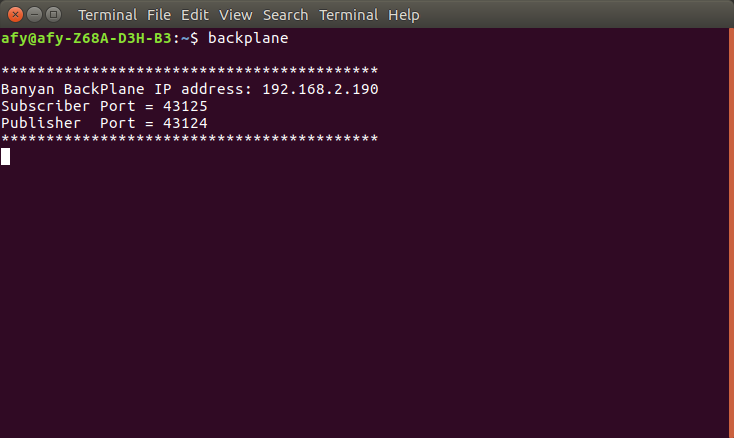 Terminal File Edit View Search Terminal Help
afy@afy-Z68A-D3H-B3:~$ backplane
******************************************
Banyan BackPlane IP address: 192.168.2.190
Subscriber Port = 43125
Publisher  Port = 43124
******************************************